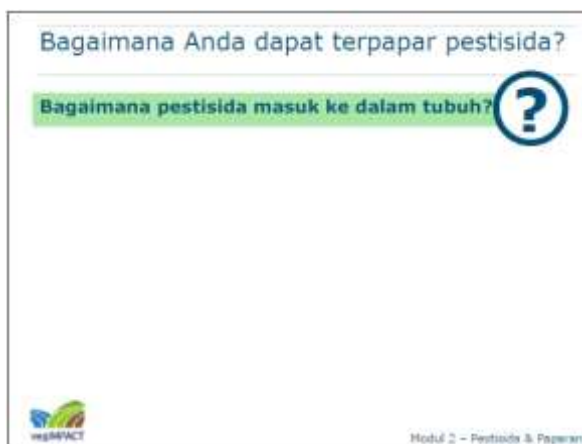 Bagaimana Anda dapat terpapar pestisida?
Bagaimana pestisida masuk ke dalam tubuh?
?
vegIMPACT
Modul 2 – Pestisida & Paparan